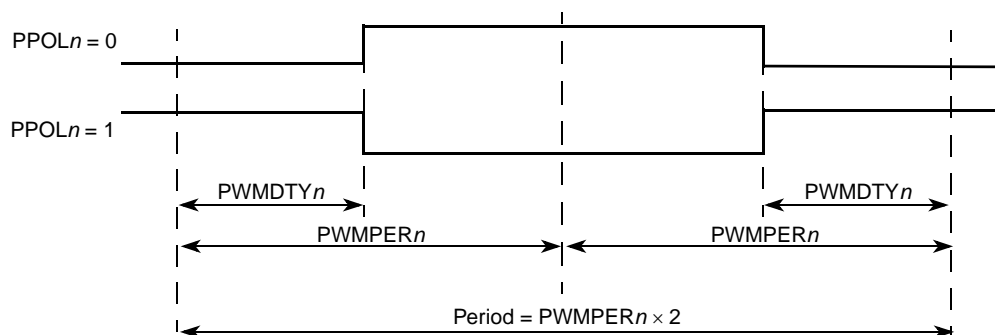 PPOLn = 0
PPOLn = 1
PWMDTYn PWMDTYn
PWMPERn PWMPERn
Period = PWMPERn × 2